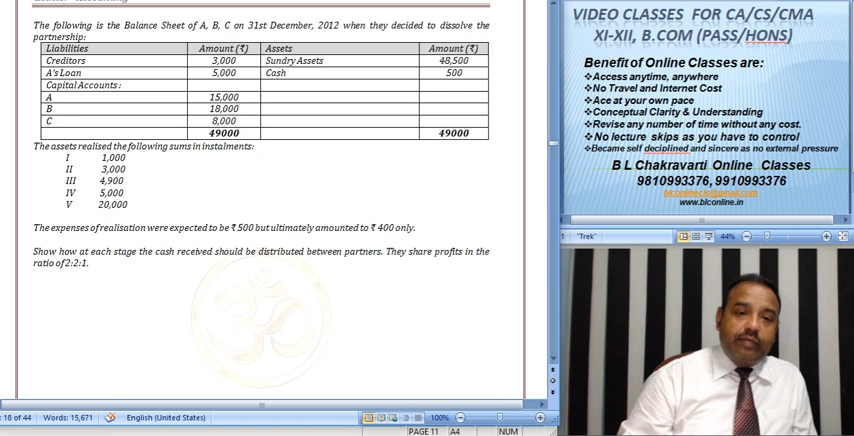 The following is the Balance Sheet of A, B, C on 31st December, 2012 when they decided to dissolve the
partnership:
Liabilities Amount (₹) Assets Amount (₹)
Creditors 3,000 Sundry Assets 48,500
A's Loan 5,000 Cash 500
Capital Accounts :
A 15,000
B 18,000
C 8,000
49000 49000
The assets realised the following sums in instalments:
I 1,000
II 3,000
III 4,900
IV 5,000
V 20,000
The expenses of realisation were expected to be ₹ 500 but ultimately amounted to ₹ 400 only.
Show how at each stage the cash received should be distributed between partners. They share profits in the
ratio of 2:2:1.
: 18 of 44 Words: 15,671 English (United States) 100%
PAGE 11 A4 NUM
VIDEO CLASSES FOR CA/CS/CMA
XI-XII, B.COM (PASS/HONS)
Benefit of Online Classes are:
❖Access anytime, anywhere
❖No Travel and Internet Cost
❖Ace at your own pace
❖Conceptual Clarity & Understanding
❖Revise any number of time without any cost.
❖No lecture skips as you have to control
❖Became self deciplined and sincere as no external pressure
B L Chakravarti Online Classes
9810993376, 9910993376
blconlinecls@gmail.com
www.blconline.in
1 "Trek" 44%